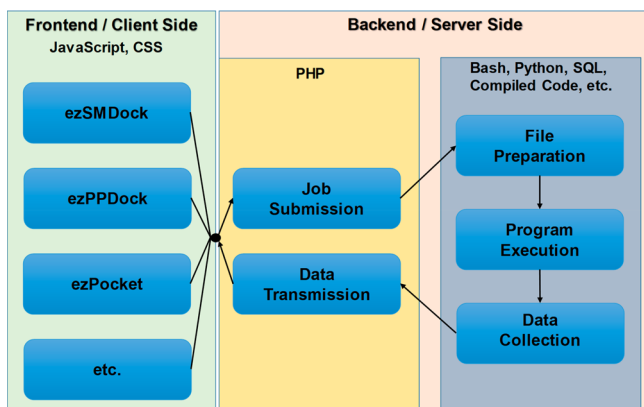 Frontend / Client Side
JavaScript, CSS
ezSMDock
ezPPDock
ezPocket
etc.
Backend / Server Side
PHP
Job
Submission
Data
Transmission
Bash, Python, SQL,
Compiled Code, etc.
File
Preparation
Program
Execution
Data
Collection